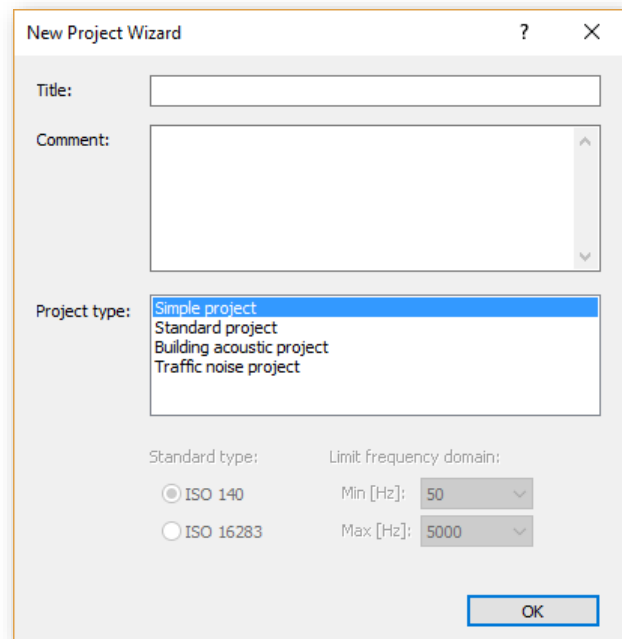 New Project Wizard ?
Title:
Comment:
Project type:
Simple project
Standard project
Building acoustic project
Traffic noise project
Standard type:
Limit frequency domain:
ISO 140
Min [Hz]: 50
ISO 16283
Max [Hz]: 5000
OK